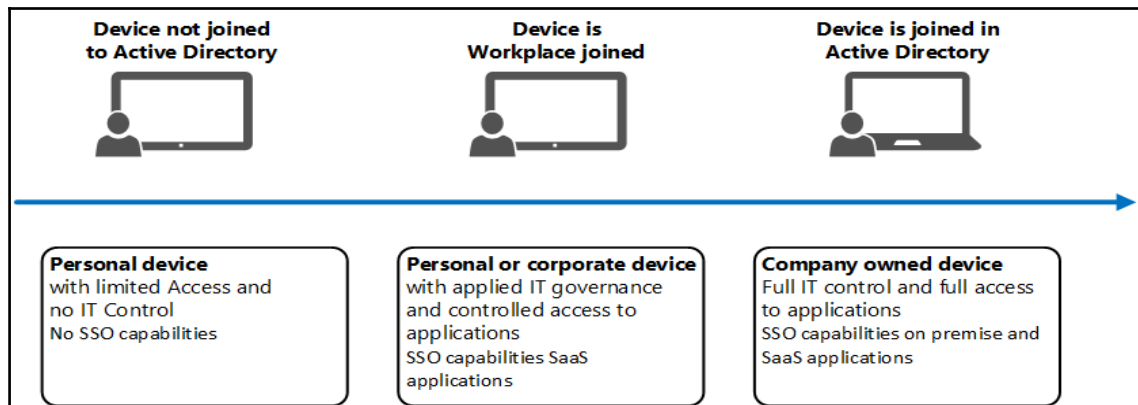 Device not joined
to Active Directory
Device is
Workplace joined
Device is joined in
Active Directory
Personal device
with limited Access and
no IT Control
No SSO capabilities
Personal or corporate device
with applied IT governance
and controlled access to
applications
SSO capabilities SaaS
applications
Company owned device
Full IT control and full access
to applications
SSO capabilities on premise and
SaaS applications